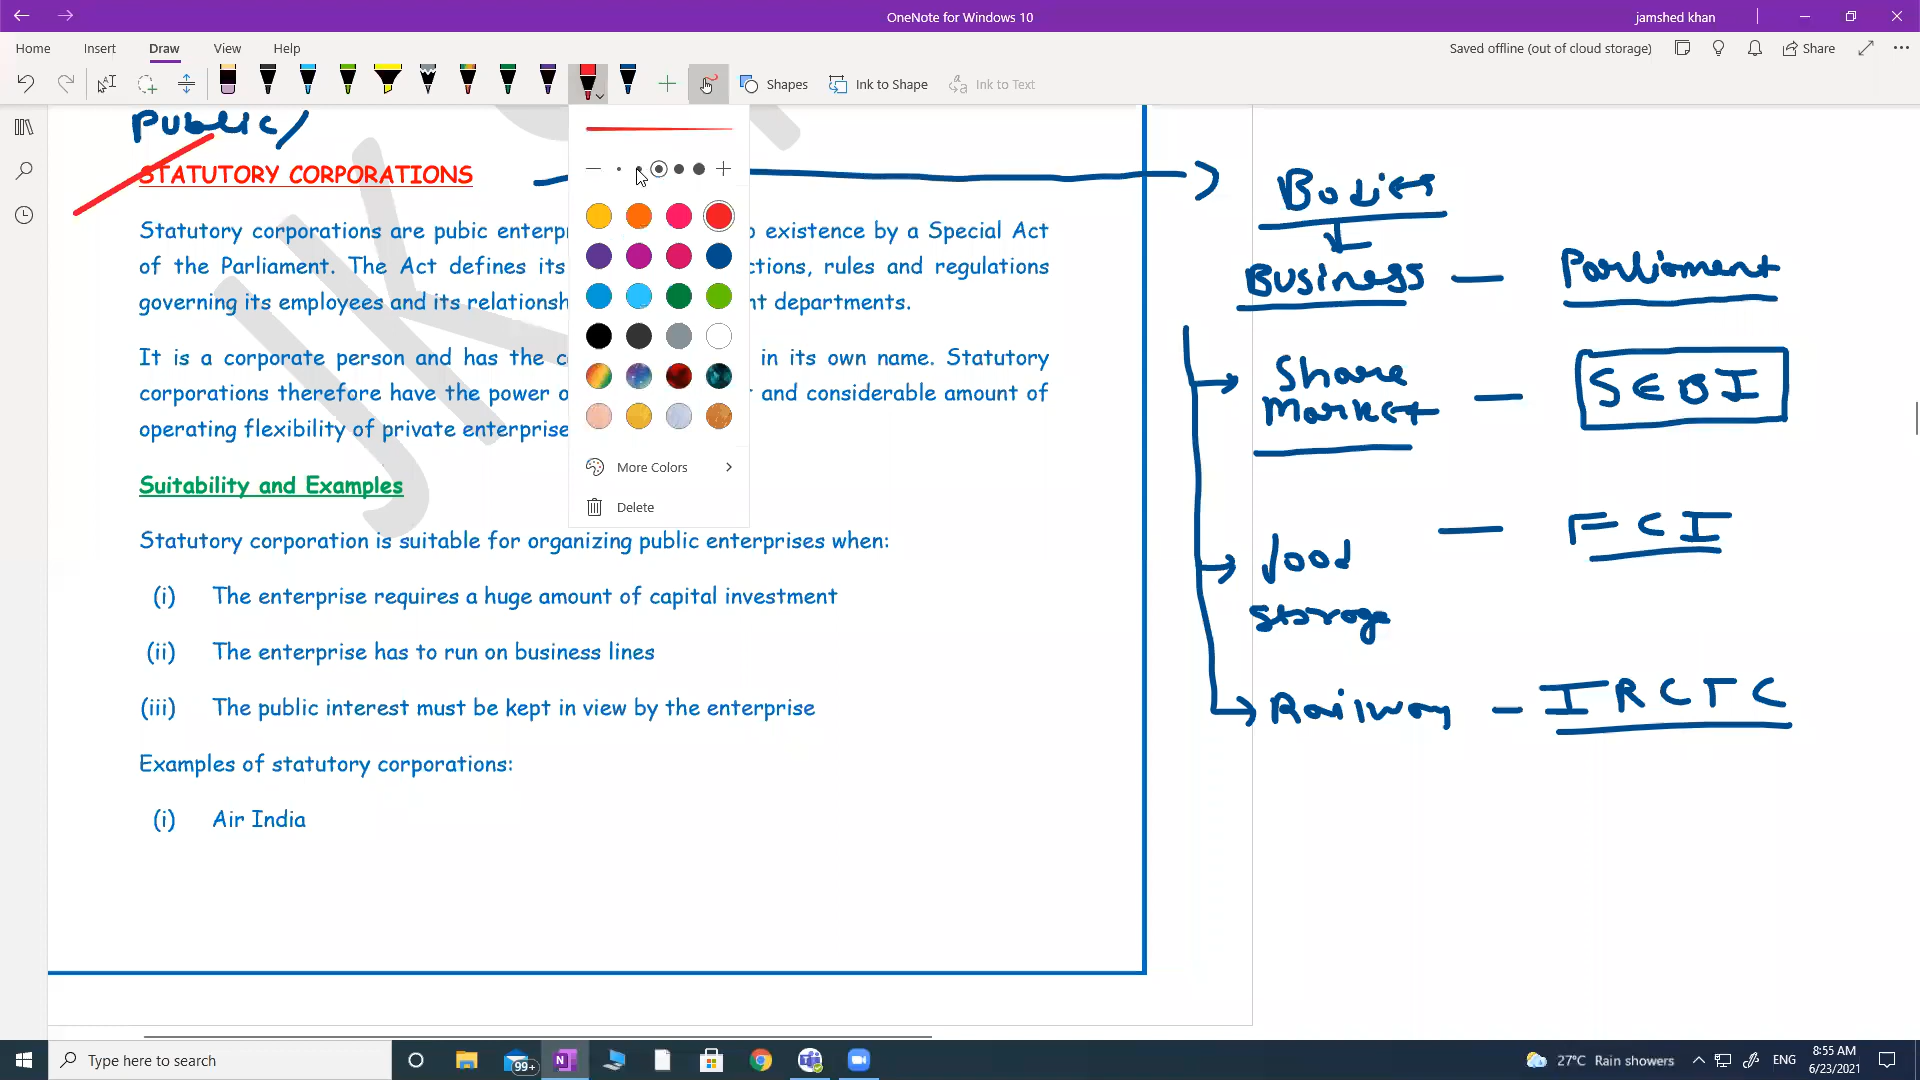 OneNote for Windows 10
jamshed khan
Home Insert Draw View Help
Saved offline (out of cloud storage)
Share
Shapes
Ink to Shape
Ink to Text
Public/
STATUTORY CORPORATIONS
Statutory corporations are pubic enterp o existence by a Special Act
of the Parliament. The Act defines its ctions, rules and regulations
governing its employees and its relationsh t departments.
It is a corporate person and has the c in its own name. Statutory
corporations therefore have the power o and considerable amount of
operating flexibility of private enterprise
More Colors
Delete
Suitability and Examples
Statutory corporation is suitable for organizing public enterprises when:
(i) The enterprise requires a huge amount of capital investment
(ii) The enterprise has to run on business lines
(iii) The public interest must be kept in view by the enterprise
Examples of statutory corporations:
(i) Air India
Bodies
Business — Parliament
Share
Market — SEBI
food — FCI
storage
Railway — IRCTC
Type here to search
99+
27°C Rain showers
ENG
8:55 AM
6/23/2021